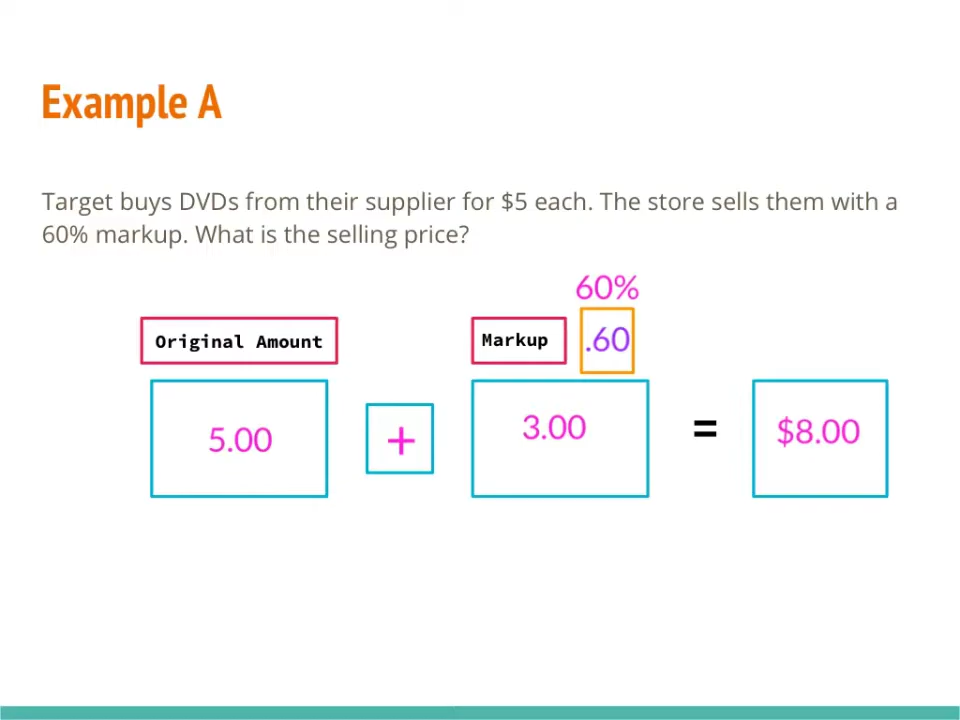 Example A
Target buys DVDs from their supplier for $5 each. The store sells them with a
60% markup. What is the selling price?
60%
Original Amount
Markup
.60
5.00
+
3.00
=
$8.00